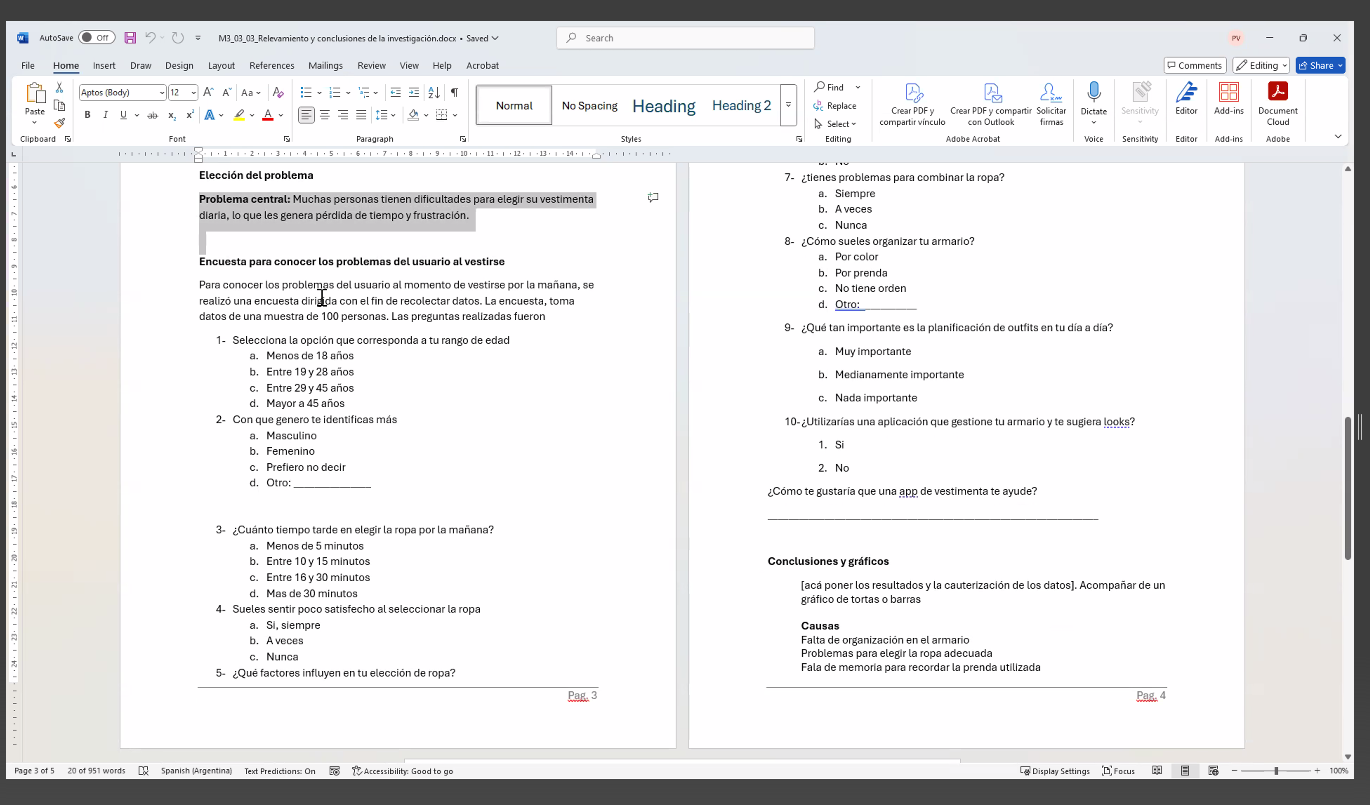 AutoSave Off M3_03_03_Relevamiento y conclusiones de la investigación.docx • Saved Search PV
File Home Insert Draw Design Layout References Mailings Review View Help Acrobat Comments Editing Share
Paste
Clipboard
Aptos (Body) 12
Font
Paragraph
Normal No Spacing Heading Heading 2
Styles
Find
Replace
Select
Editing
Crear PDF y compartir vínculo
Crear PDF y compartir con Outlook
Solicitar firmas
Adobe Acrobat
Dictate
Voice
Sensitivity
Sensitivity
Editor
Editor
Add-ins
Add-ins
Document Cloud
Adobe
Elección del problema
Problema central: Muchas personas tienen dificultades para elegir su vestimenta
diaria, lo que les genera pérdida de tiempo y frustración.
Encuesta para conocer los problemas del usuario al vestirse
Para conocer los problemas del usuario al momento de vestirse por la mañana, se
realizó una encuesta dirigida con el fin de recolectar datos. La encuesta, toma
datos de una muestra de 100 personas. Las preguntas realizadas fueron
1- Selecciona la opción que corresponda a tu rango de edad
a. Menos de 18 años
b. Entre 19 y 28 años
c. Entre 29 y 45 años
d. Mayor a 45 años
2- Con que genero te identificas más
a. Masculino
b. Femenino
c. Prefiero no decir
d. Otro: _______________
3- ¿Cuánto tiempo tarde en elegir la ropa por la mañana?
a. Menos de 5 minutos
b. Entre 10 y 15 minutos
c. Entre 16 y 30 minutos
d. Mas de 30 minutos
4- Sueles sentir poco satisfecho al seleccionar la ropa
a. Si, siempre
b. A veces
c. Nunca
5- ¿Qué factores influyen en tu elección de ropa?
Pag. 3
b. No
7- ¿tienes problemas para combinar la ropa?
a. Siempre
b. A veces
c. Nunca
8- ¿Cómo sueles organizar tu armario?
a. Por color
b. Por prenda
c. No tiene orden
d. Otro:__________
9- ¿Qué tan importante es la planificación de outfits en tu día a día?
a. Muy importante
b. Medianamente importante
c. Nada importante
10- ¿Utilizarías una aplicación que gestione tu armario y te sugiera looks?
1. Si
2. No
¿Cómo te gustaría que una app de vestimenta te ayude?
Conclusiones y gráficos
[acá poner los resultados y la cauterización de los datos]. Acompañar de un
gráfico de tortas o barras
Causas
Falta de organización en el armario
Problemas para elegir la ropa adecuada
Fala de memoria para recordar la prenda utilizada
Pag. 4
Page 3 of 5 20 of 951 words Spanish (Argentina) Text Predictions: On Accessibility: Good to go Display Settings Focus 100%